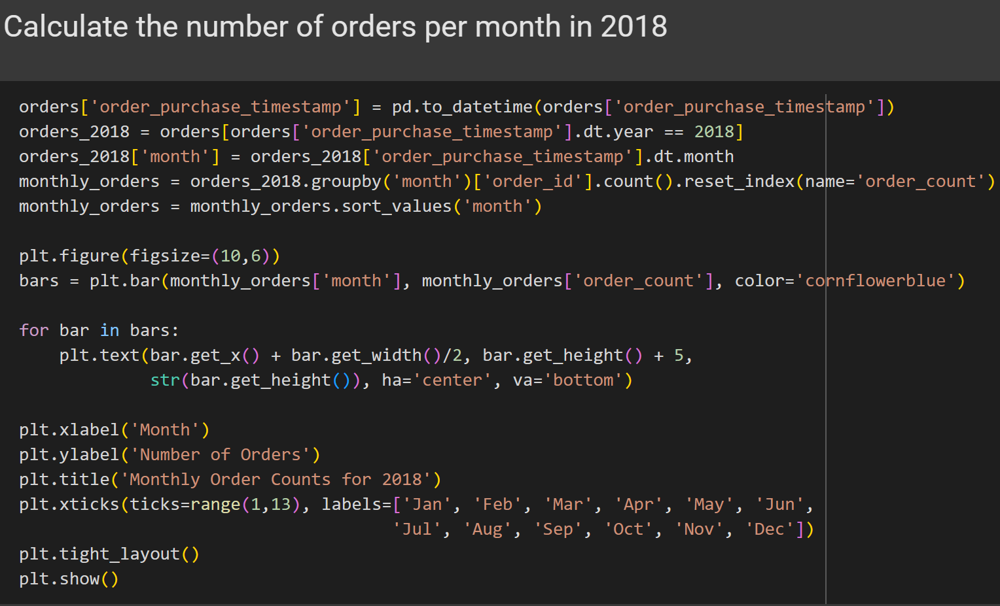 Calculate the number of orders per month in 2018
orders['order_purchase_timestamp'] = pd.to_datetime(orders['order_purchase_timestamp'])
orders_2018 = orders[orders['order_purchase_timestamp'].dt.year == 2018]
orders_2018['month'] = orders_2018['order_purchase_timestamp'].dt.month
monthly_orders = orders_2018.groupby('month')['order_id'].count().reset_index(name='order_count')
monthly_orders = monthly_orders.sort_values('month')

plt.figure(figsize=(10,6))
bars = plt.bar(monthly_orders['month'], monthly_orders['order_count'], color='cornflowerblue')

for bar in bars:
    plt.text(bar.get_x() + bar.get_width()/2, bar.get_height() + 5,
             str(bar.get_height()), ha='center', va='bottom')

plt.xlabel('Month')
plt.ylabel('Number of Orders')
plt.title('Monthly Order Counts for 2018')
plt.xticks(ticks=range(1,13), labels=['Jan', 'Feb', 'Mar', 'Apr', 'May', 'Jun',
                                     'Jul', 'Aug', 'Sep', 'Oct', 'Nov', 'Dec'])
plt.tight_layout()
plt.show()